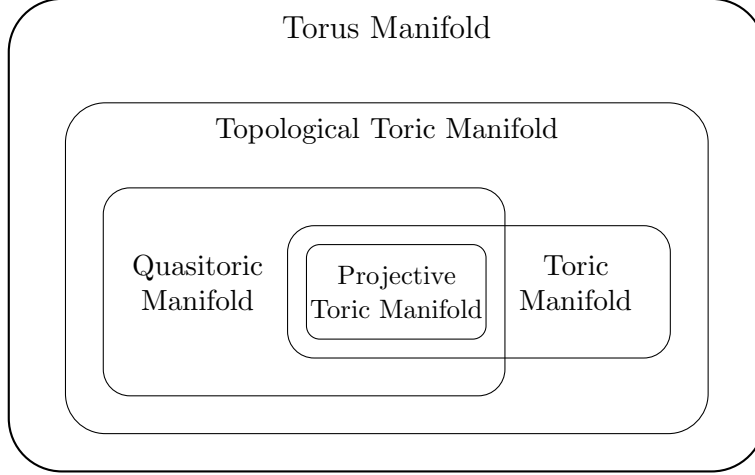 Torus Manifold
Topological Toric Manifold
Quasitoric
Manifold
Projective
Toric Manifold
Toric
Manifold